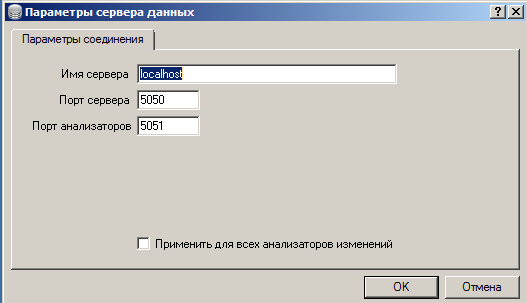 Параметры сервера данных
Параметры соединения
Имя сервера localhost
Порт сервера 5050
Порт анализаторов 5051
Применить для всех анализаторов изменений
OK Отмена